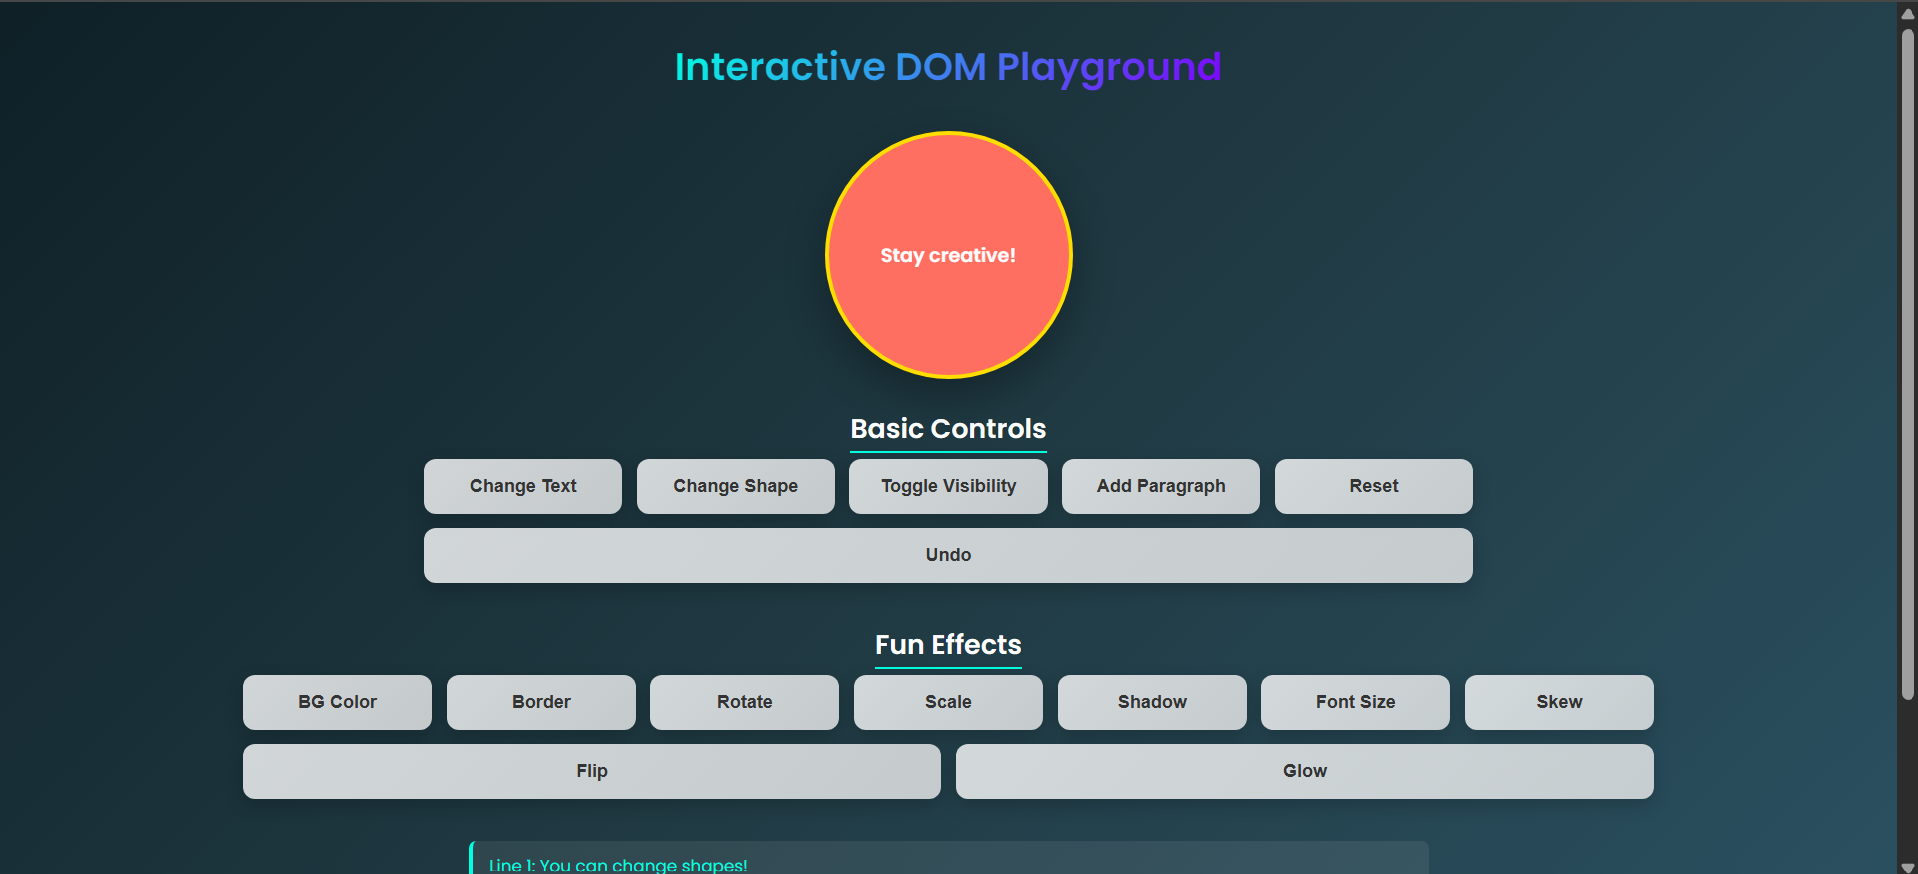 Interactive DOM Playground
Stay creative!
Basic Controls
Change Text
Change Shape
Toggle Visibility
Add Paragraph
Reset
Undo
Fun Effects
BG Color
Border
Rotate
Scale
Shadow
Font Size
Skew
Flip
Glow
Line 1: You can change shapes!